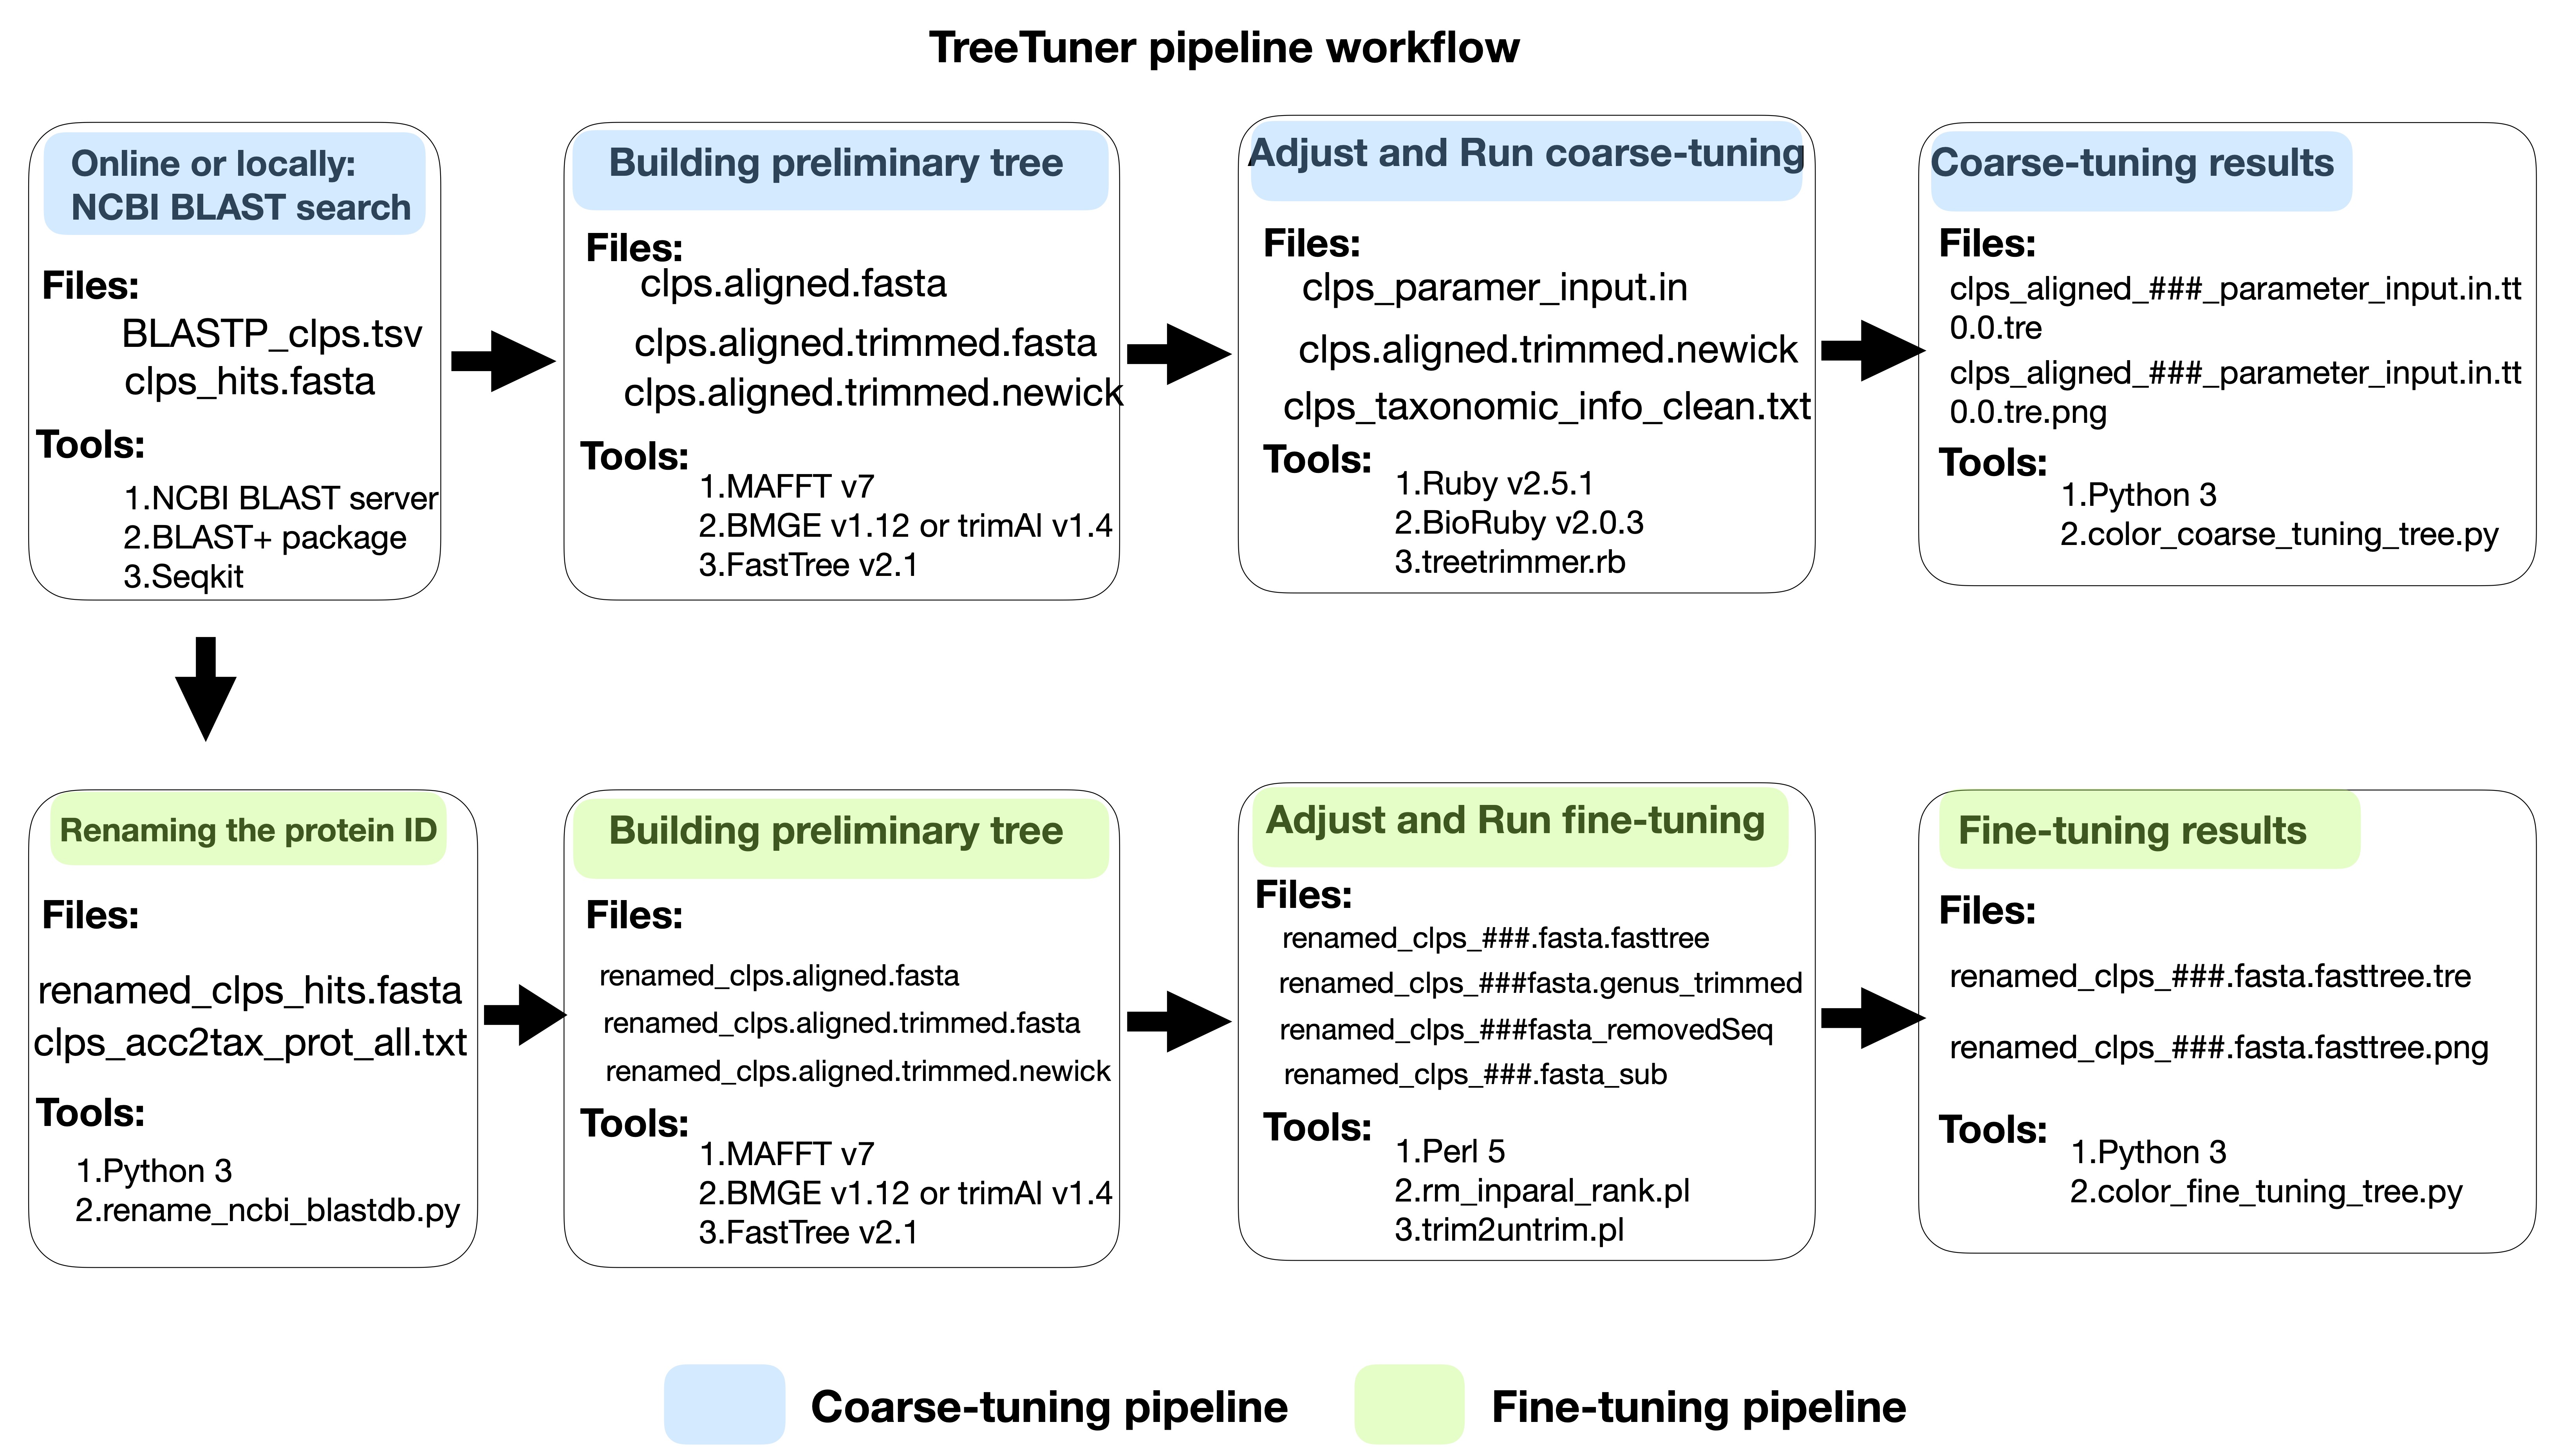 TreeTuner pipeline workflow
Online or locally:
NCBI BLAST search
Files:
BLASTP_clps.tsv
clps_hits.fasta
Tools:
1.NCBI BLAST server
2.BLAST+ package
3.Seqkit
Building preliminary tree
Files:
clps.aligned.fasta
clps.aligned.trimmed.fasta
clps.aligned.trimmed.newick
Tools:
1.MAFFT v7
2.BMGE v1.12 or trimAl v1.4
3.FastTree v2.1
Adjust and Run coarse-tuning
Files:
clps_paramer_input.in
clps.aligned.trimmed.newick
clps_taxonomic_info_clean.txt
Tools:
1.Ruby v2.5.1
2.BioRuby v2.0.3
3.treetrimmer.rb
Coarse-tuning results
Files:
clps_aligned_###_parameter_input.in.tt
0.0.tre
clps_aligned_###_parameter_input.in.tt
0.0.tre.png
Tools:
1.Python 3
2.color_coarse_tuning_tree.py
Renaming the protein ID
Files:
renamed_clps_hits.fasta
clps_acc2tax_prot_all.txt
Tools:
1.Python 3
2.rename_ncbi_blastdb.py
Building preliminary tree
Files:
renamed_clps.aligned.fasta
renamed_clps.aligned.trimmed.fasta
renamed_clps.aligned.trimmed.newick
Tools:
1.MAFFT v7
2.BMGE v1.12 or trimAl v1.4
3.FastTree v2.1
Adjust and Run fine-tuning
Files:
renamed_clps_###.fasta.fasttree
renamed_clps_###fasta.genus_trimmed
renamed_clps_###fasta_removedSeq
renamed_clps_###.fasta_sub
Tools:
1.Perl 5
2.rm_inparal_rank.pl
3.trim2untrim.pl
Fine-tuning results
Files:
renamed_clps_###.fasta.fasttree.tre
renamed_clps_###.fasta.fasttree.png
Tools:
1.Python 3
2.color_fine_tuning_tree.py
Coarse-tuning pipeline
Fine-tuning pipeline